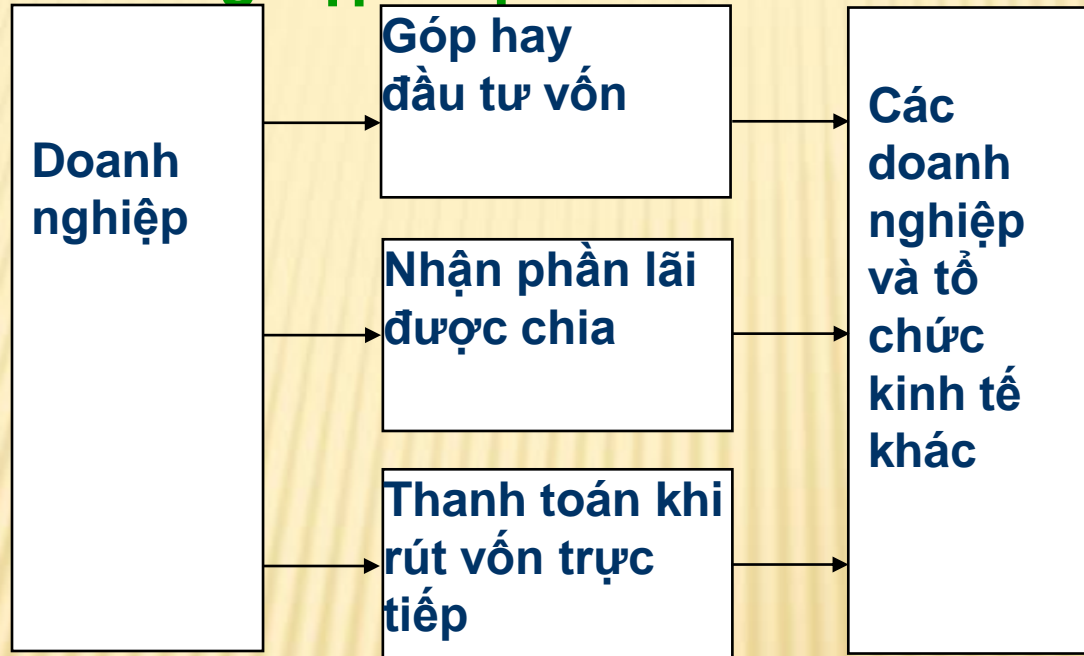 Doanh
nghiệp
Góp hay
đầu tư vốn
Nhận phần lãi
được chia
Thanh toán khi
rút vốn trực
tiếp
Các
doanh
nghiệp
và tổ
chức
kinh tế
khác